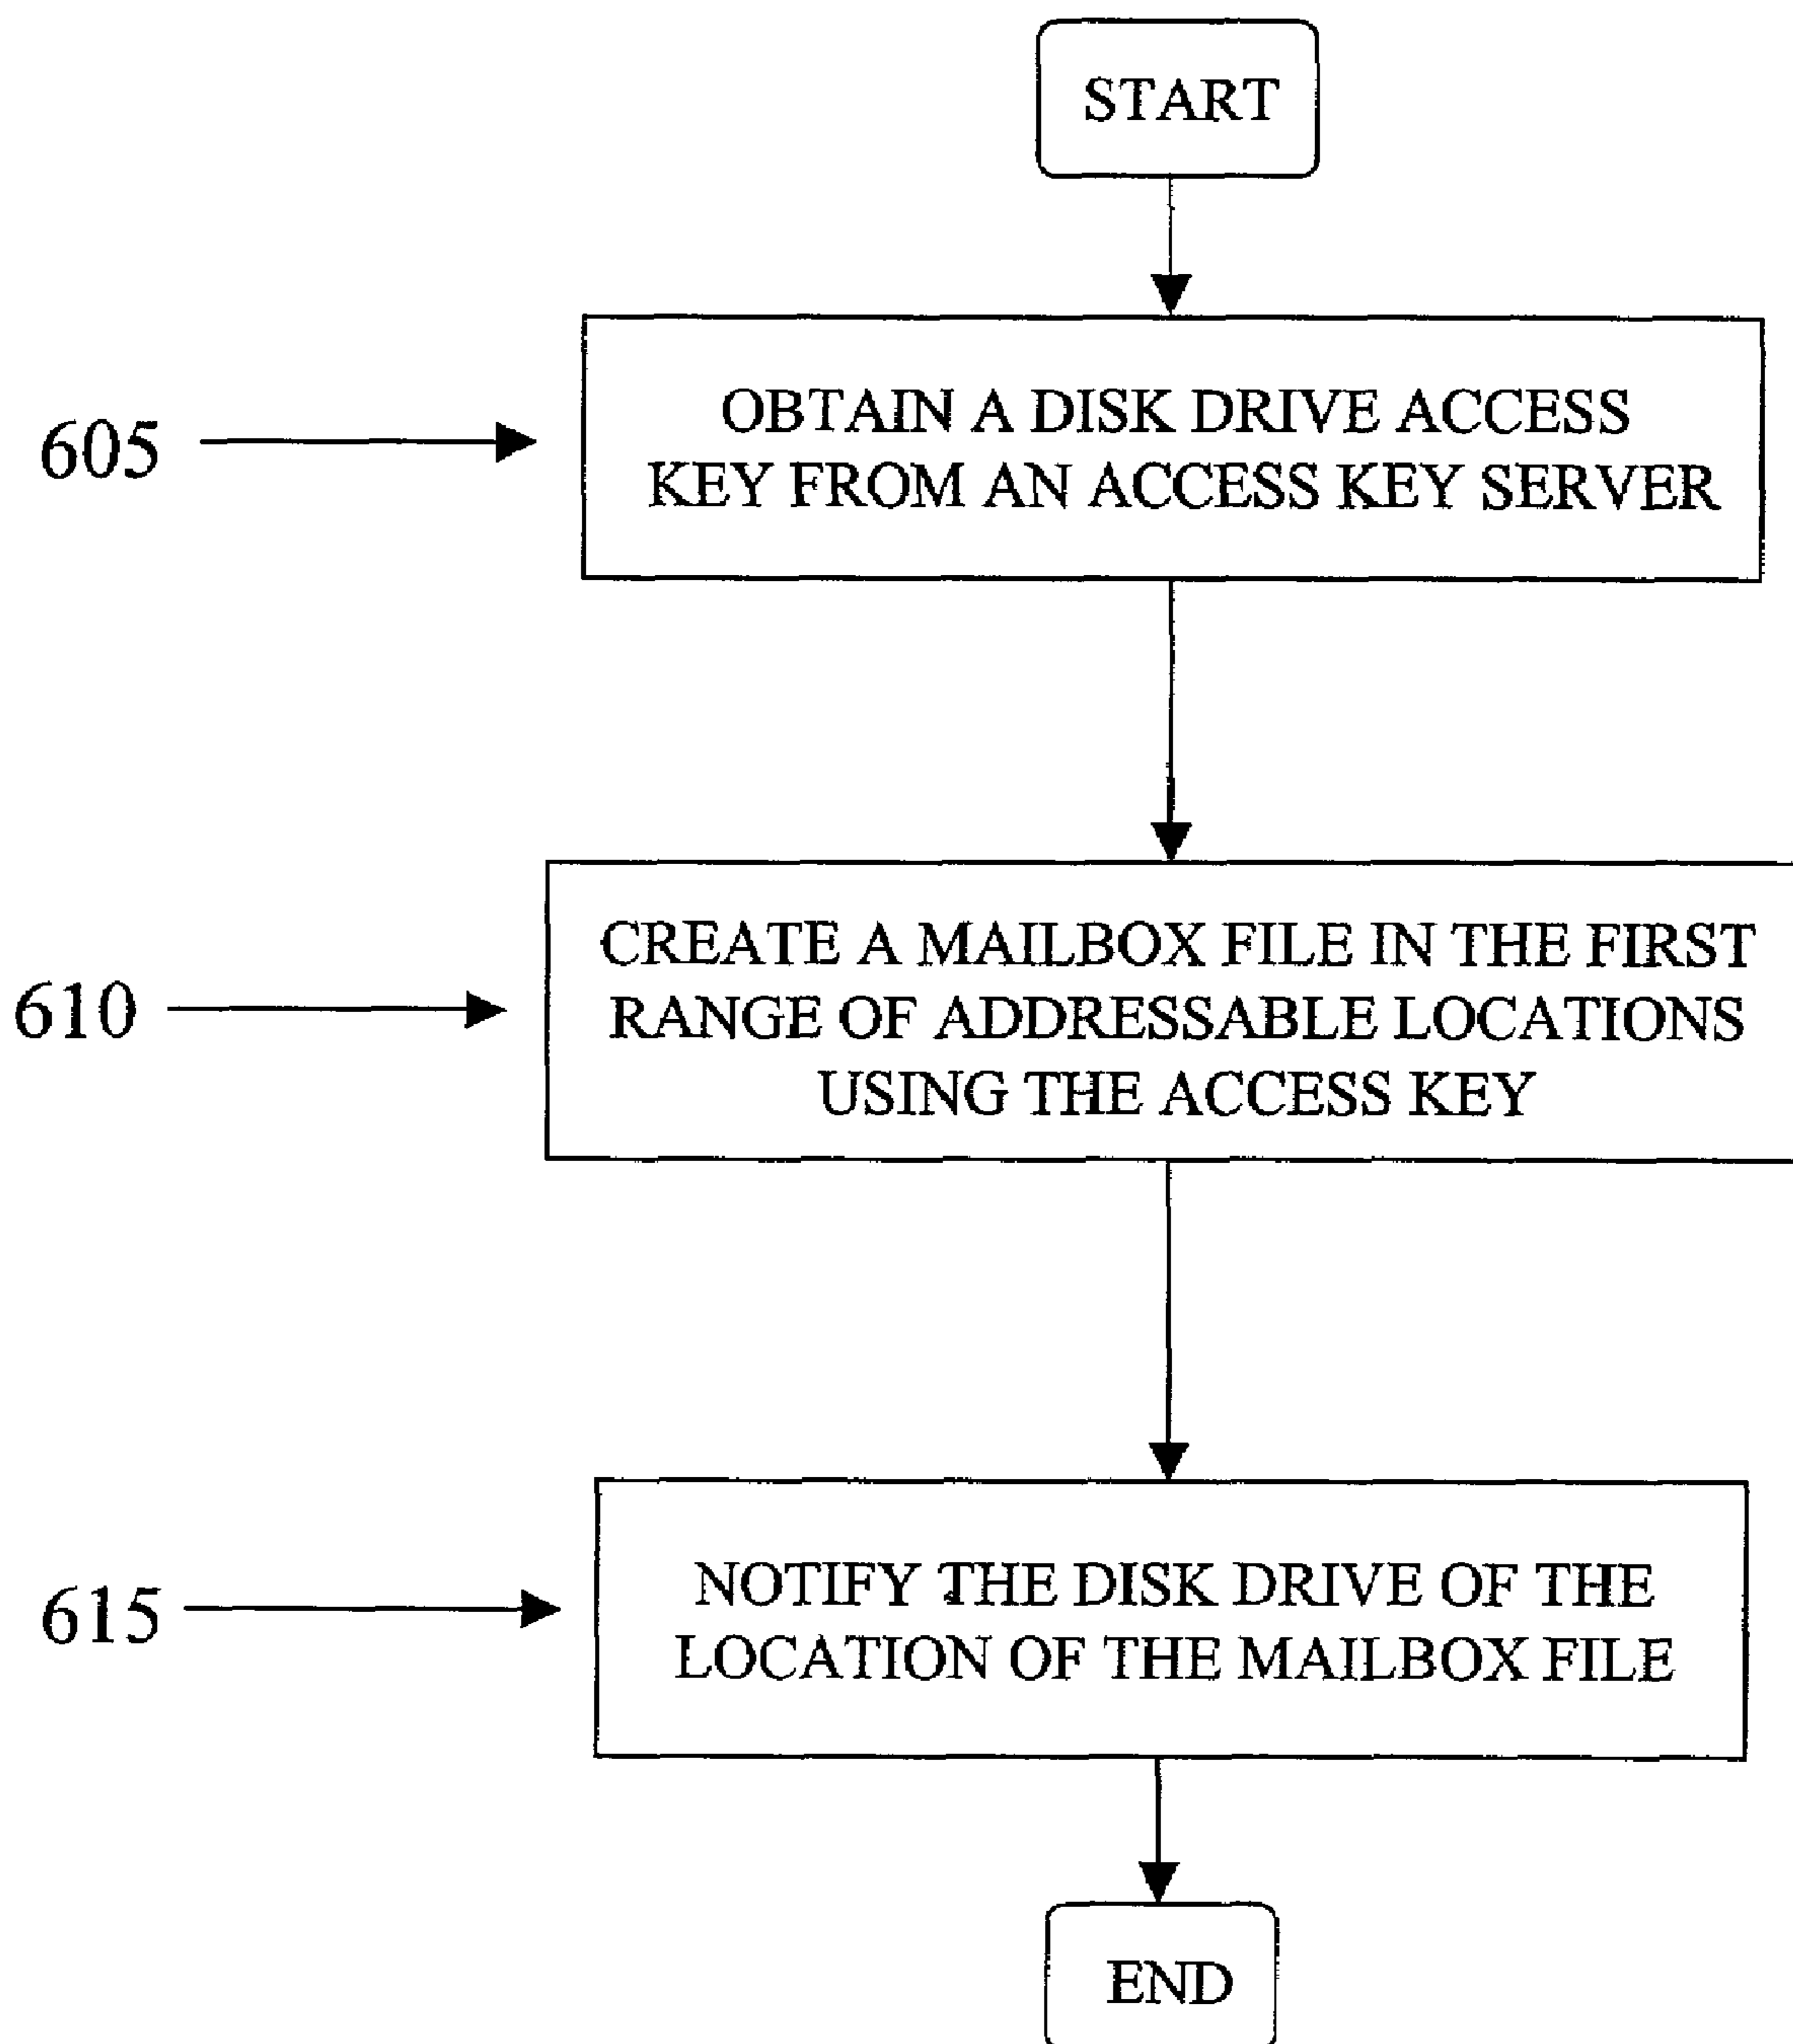 START
605
OBTAIN A DISK DRIVE ACCESS
KEY FROM AN ACCESS KEY SERVER
610
CREATE A MAILBOX FILE IN THE FIRST
RANGE OF ADDRESSABLE LOCATIONS
USING THE ACCESS KEY
615
NOTIFY THE DISK DRIVE OF THE
LOCATION OF THE MAILBOX FILE
END